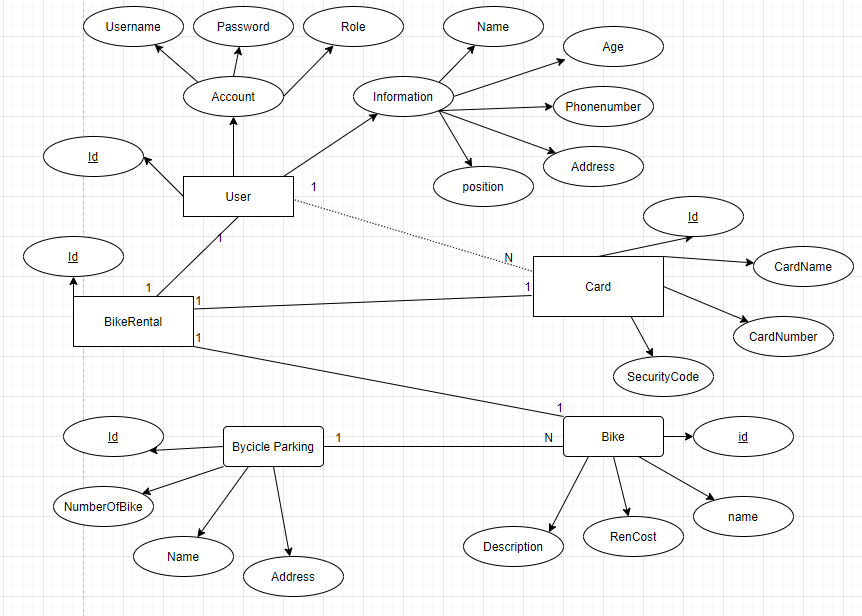 Username
Password
Role
Name
Age
Account
Information
Phonenumber
Id
Address
position
User
1
Id
1
N
Id
CardName
1
1
1
Card
BikeRental
1
CardNumber
SecurityCode
1
Id
Bycicle Parking
1
N
Bike
id
NumberOfBike
name
Name
Description
RenCost
Address